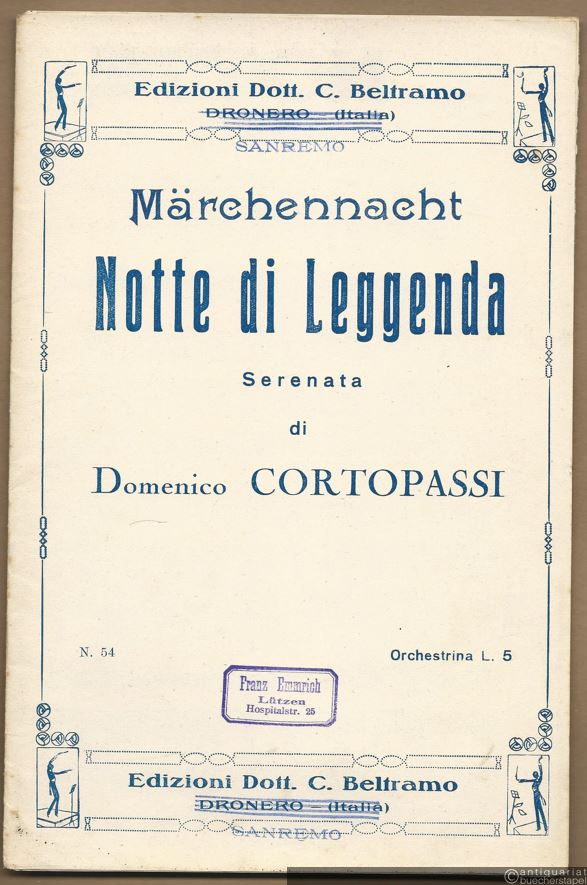 Edizioni Dott. C. Beltramo
DRONERO (Italia)
SANREMO
Märchennacht
Notte di Leggenda
Serenata
di
Domenico CORTOPASSI
N. 54
Orchestrina L. 5
Franz Emmrich
Lützen
Hospitalstr. 25
Edizioni Dott. C. Beltramo
DRONERO (Italia)
SANREMO
antiquariat
buecherstapel